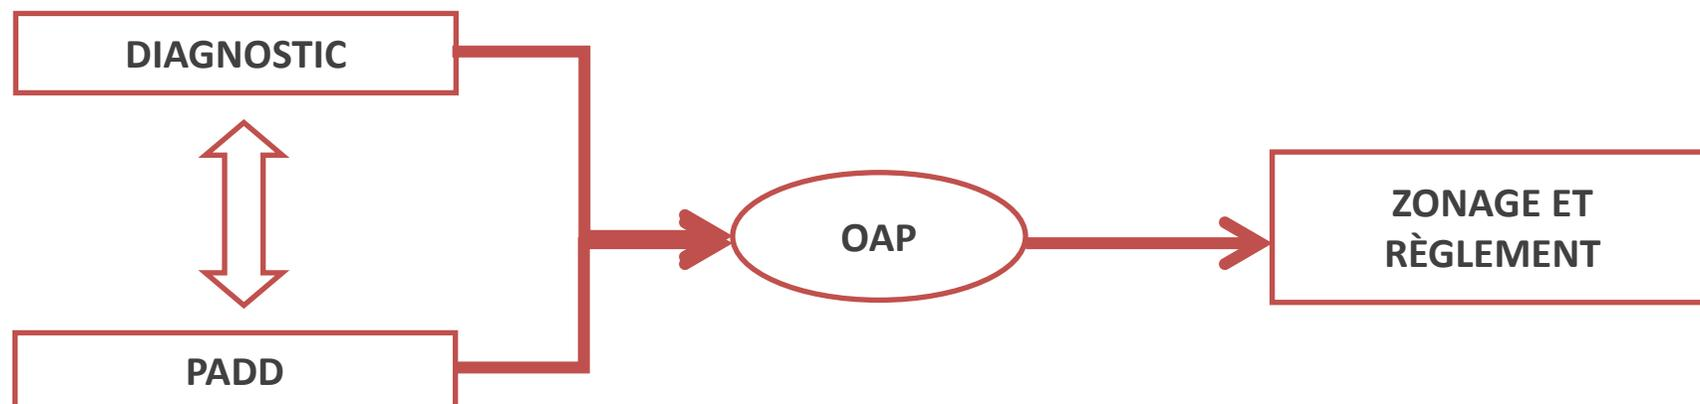 DIAGNOSTIC
OAP
ZONAGE ET
RÈGLEMENT
PADD